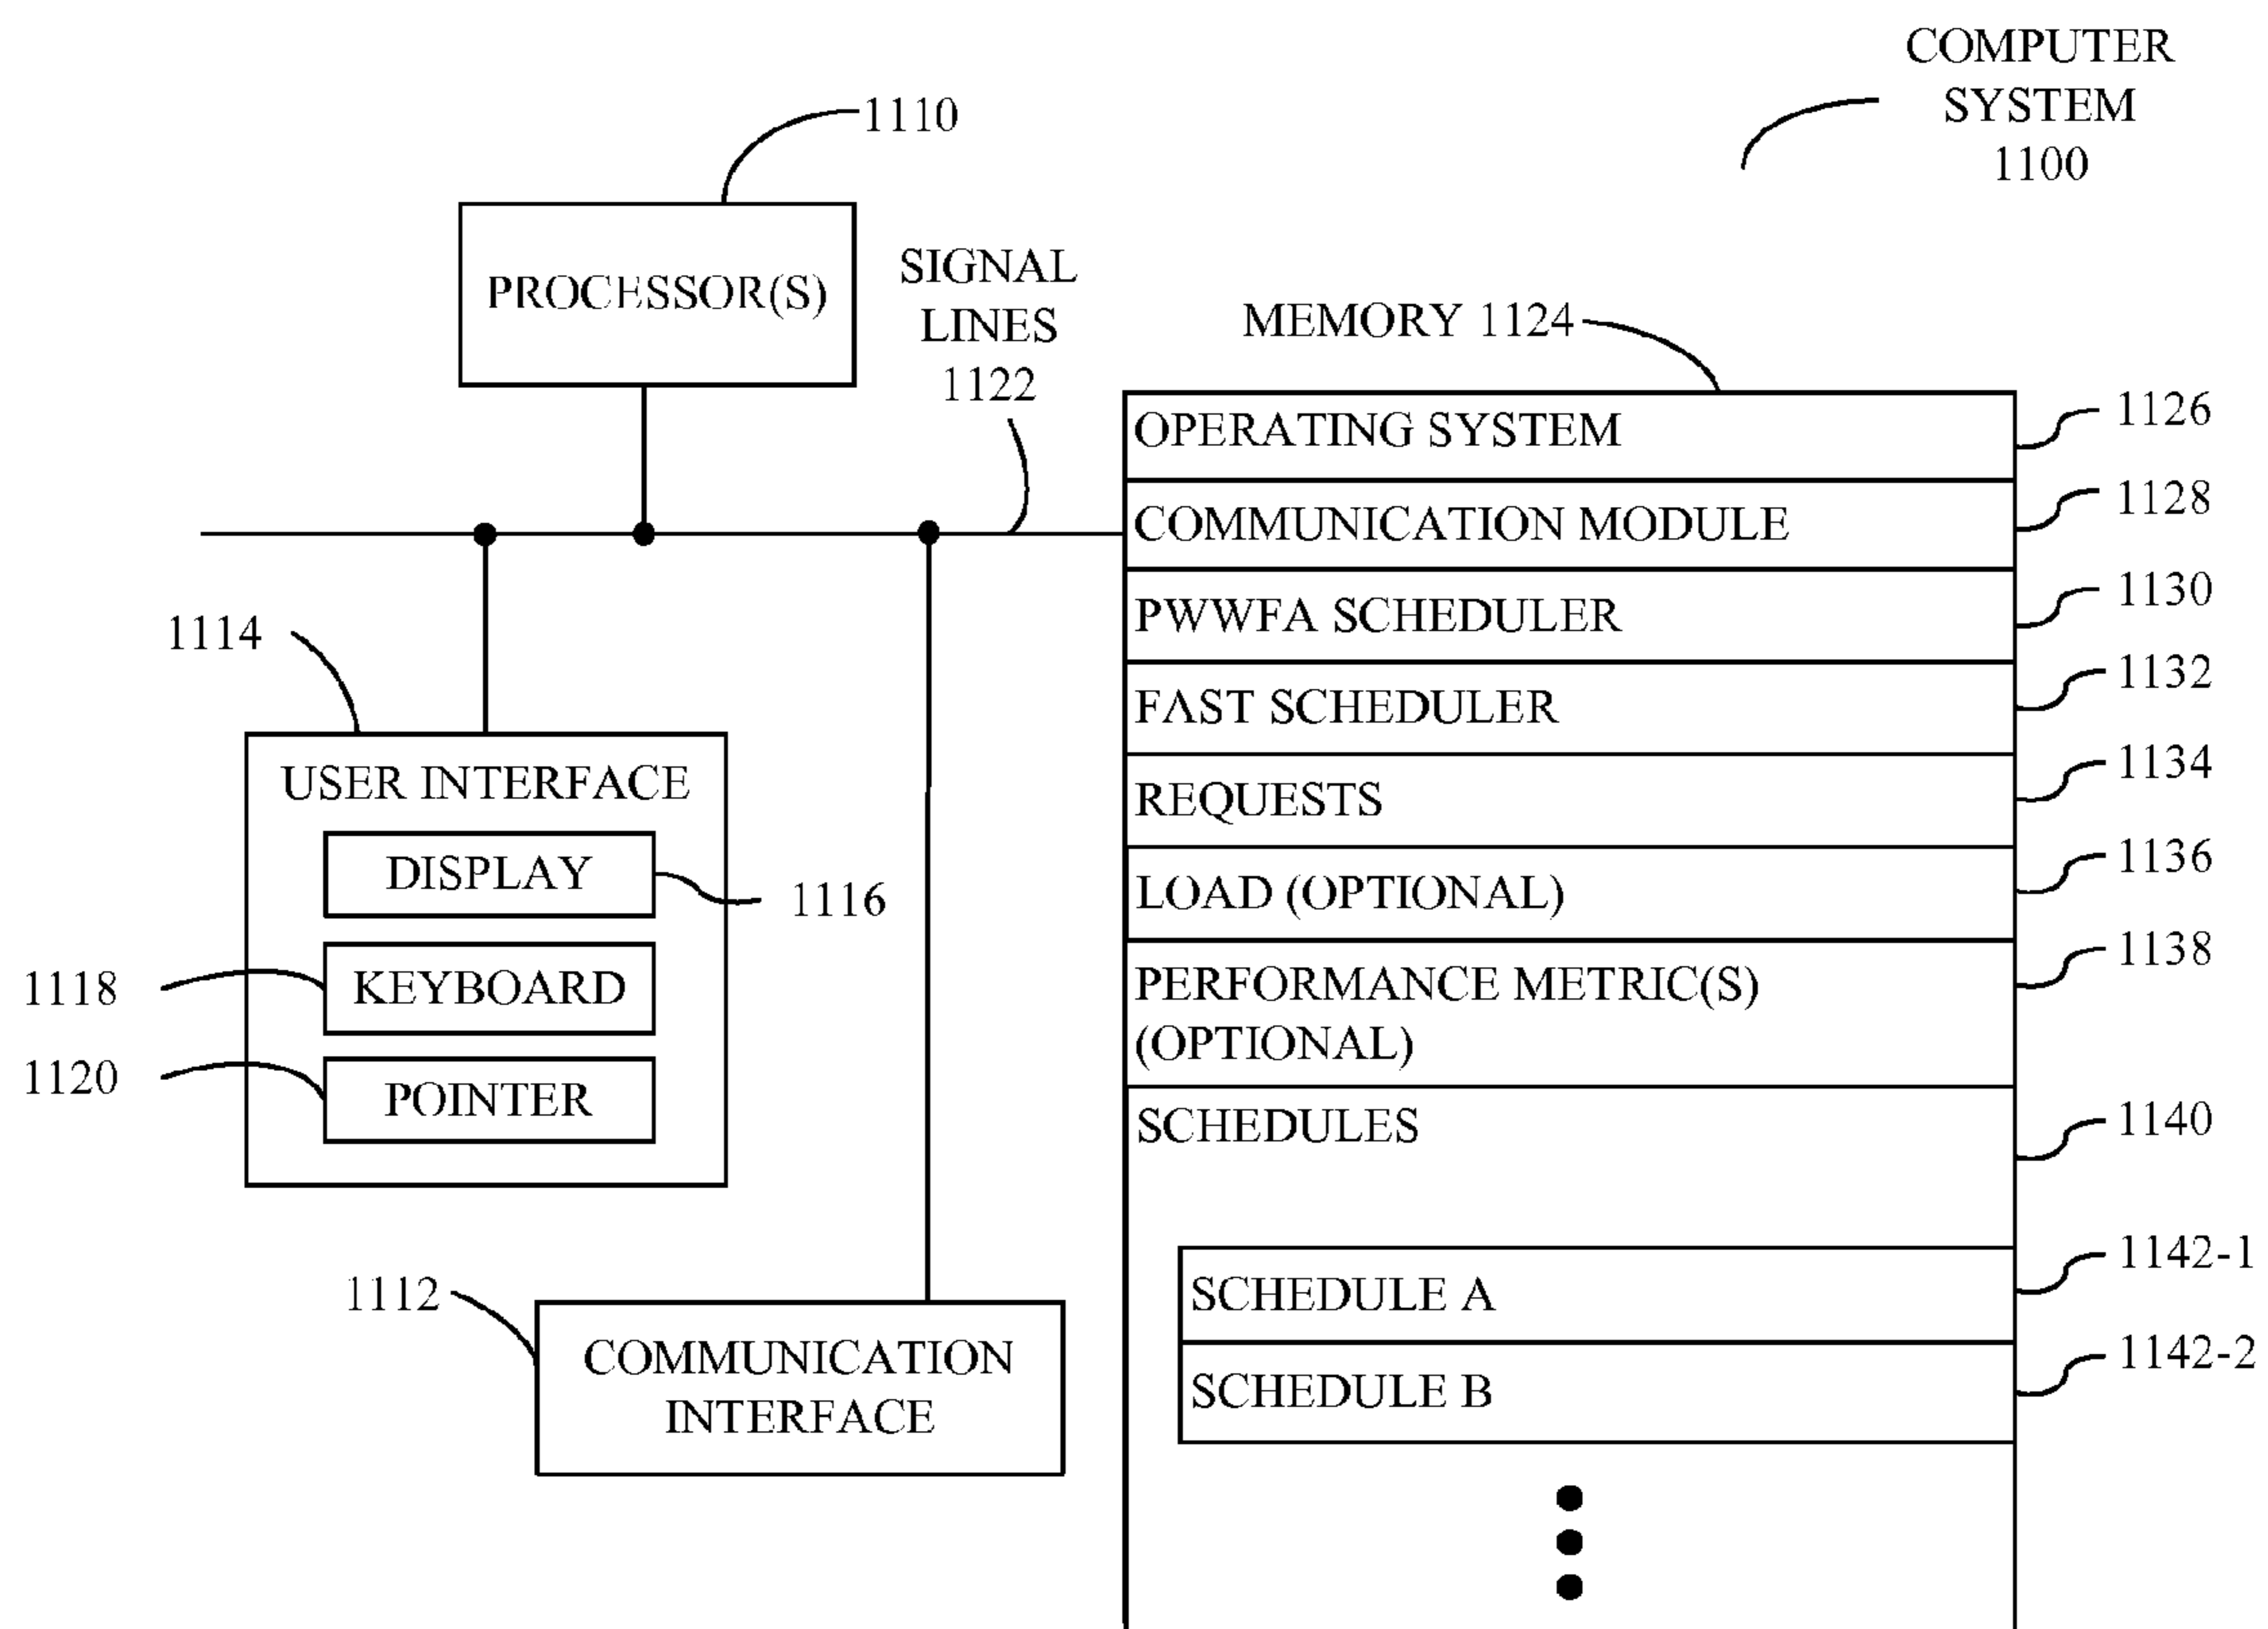 COMPUTER
SYSTEM
1100
1110
PROCESSOR(S)
SIGNAL
LINES
1122
MEMORY 1124
OPERATING SYSTEM
1126
COMMUNICATION MODULE
1128
PWWFA SCHEDULER
1130
FAST SCHEDULER
1132
REQUESTS
1134
LOAD (OPTIONAL)
1136
PERFORMANCE METRIC(S)
(OPTIONAL)
1138
SCHEDULES
1140
SCHEDULE A
1142-1
SCHEDULE B
1142-2
1114
USER INTERFACE
DISPLAY
1116
1118
KEYBOARD
1120
POINTER
1112
COMMUNICATION
INTERFACE